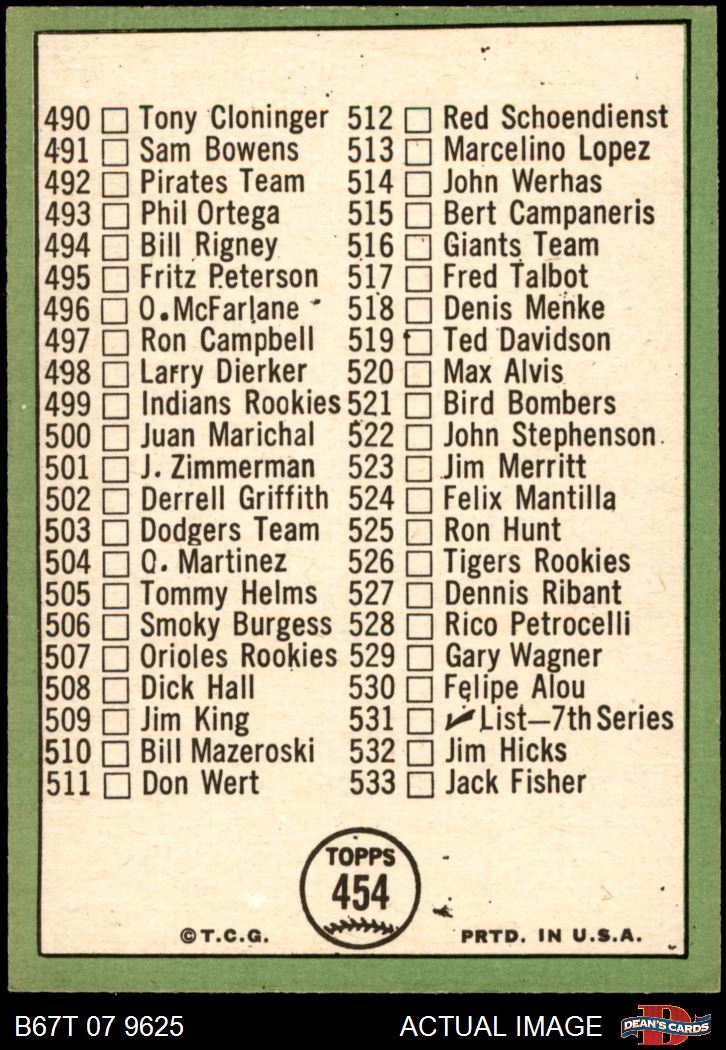 490 Tony Cloninger
491 Sam Bowens
492 Pirates Team
493 Phil Ortega
494 Bill Rigney
495 Fritz Peterson
496 O. McFarlane
497 Ron Campbell
498 Larry Dierker
499 Indians Rookies
500 Juan Marichal
501 J. Zimmerman
502 Derrell Griffith
503 Dodgers Team
504 O. Martinez
505 Tommy Helms
506 Smoky Burgess
507 Orioles Rookies
508 Dick Hall
509 Jim King
510 Bill Mazeroski
511 Don Wert
512 Red Schoendienst
513 Marcelino Lopez
514 John Werhas
515 Bert Campaneris
516 Giants Team
517 Fred Talbot
518 Denis Menke
519 Ted Davidson
520 Max Alvis
521 Bird Bombers
522 John Stephenson
523 Jim Merritt
524 Felix Mantilla
525 Ron Hunt
526 Tigers Rookies
527 Dennis Ribant
528 Rico Petrocelli
529 Gary Wagner
530 Felipe Alou
531 ✓ List—7th Series
532 Jim Hicks
533 Jack Fisher
TOPPS
454
© T.C.G.
PRTD. IN U.S.A.
B67T 07 9625
ACTUAL IMAGE
D
DEAN'S CARDS